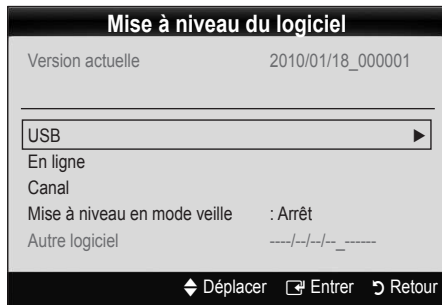 Mise à niveau du logiciel
Version actuelle 2010/01/18_000001
USB
En ligne
Canal
Mise à niveau en mode veille : Arrêt
Autre logiciel ----/--/--/--_------
Déplacer Entrer Retour